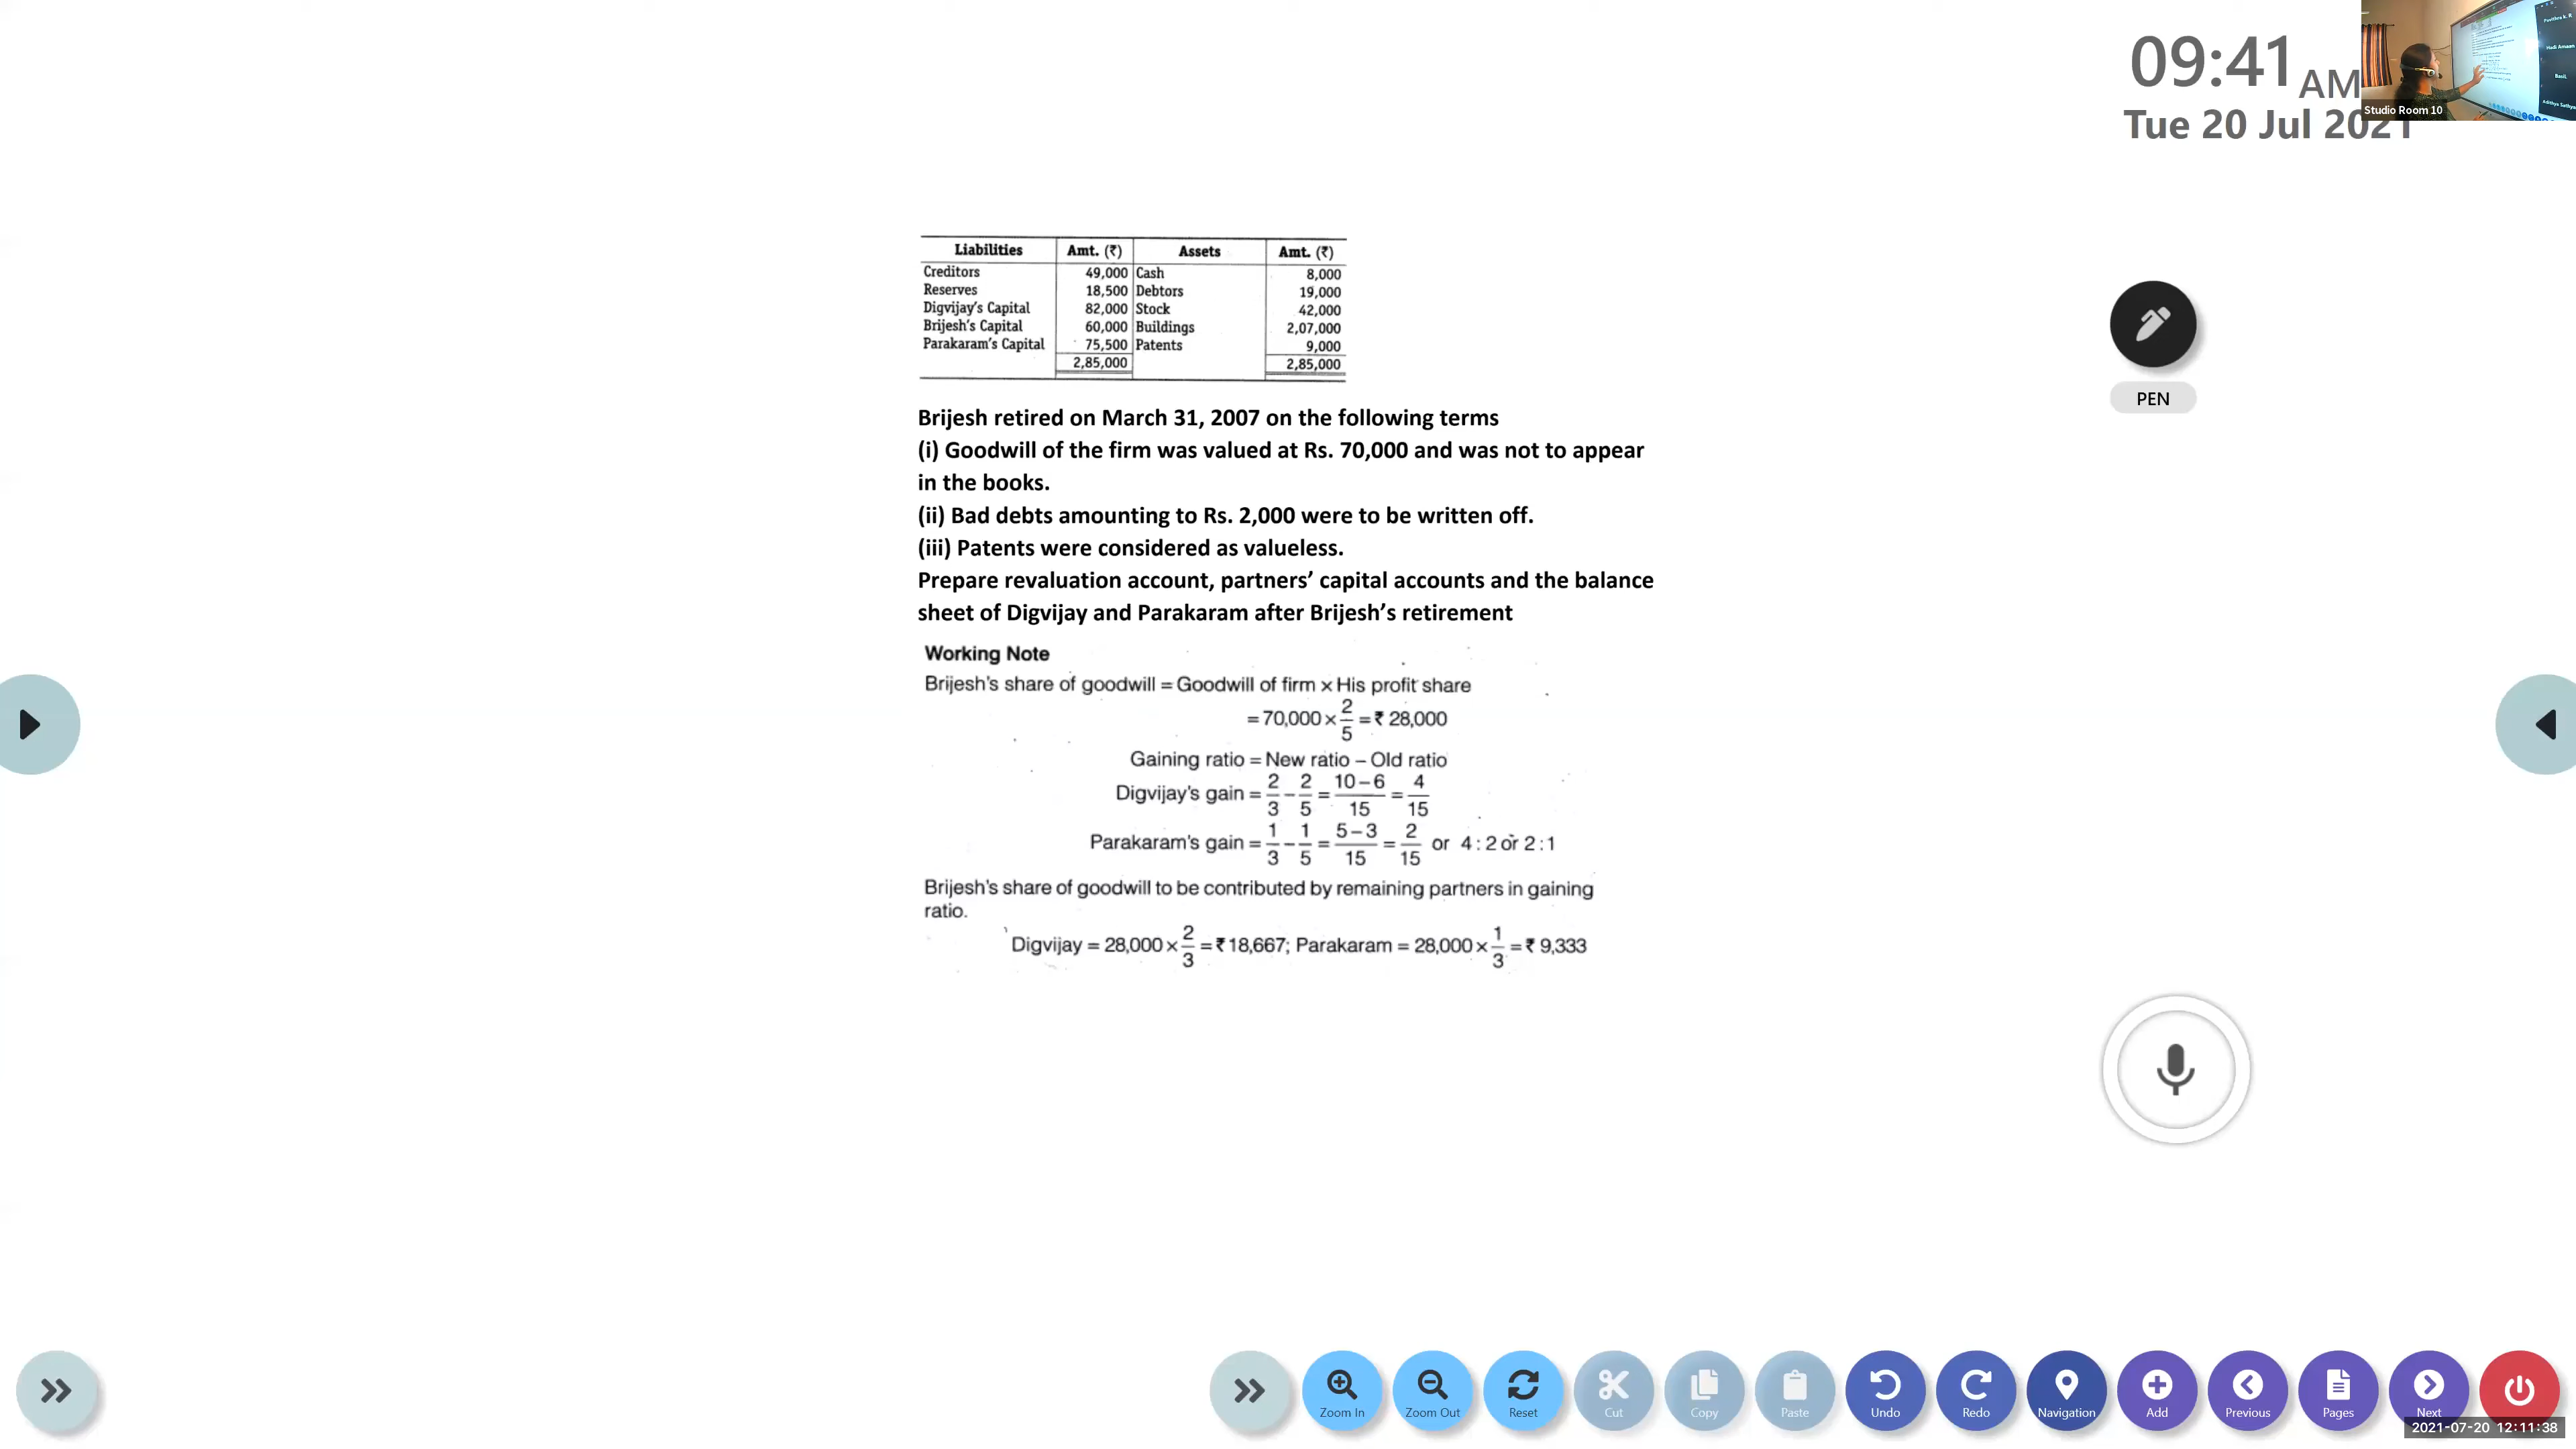 09:41 AM
Tue 20 Jul 2021
Studio Room 10
Liabilities Amt. (₹) Assets Amt. (₹)
Creditors 49,000 Cash 8,000
Reserves 18,500 Debtors 19,000
Digvijay's Capital 82,000 Stock 42,000
Brijesh's Capital 60,000 Buildings 2,07,000
Parakaram's Capital 75,500 Patents 9,000
2,85,000 2,85,000
PEN
Brijesh retired on March 31, 2007 on the following terms
(i) Goodwill of the firm was valued at Rs. 70,000 and was not to appear
in the books.
(ii) Bad debts amounting to Rs. 2,000 were to be written off.
(iii) Patents were considered as valueless.
Prepare revaluation account, partners' capital accounts and the balance
sheet of Digvijay and Parakaram after Brijesh's retirement
Working Note
Brijesh's share of goodwill = Goodwill of firm × His profit share
= 70,000 × 2/5 = ₹ 28,000
Gaining ratio = New ratio – Old ratio
Digvijay's gain = 2/3 – 2/5 = 10 – 6/15 = 4/15
Parakaram's gain = 1/3 – 1/5 = 5 – 3/15 = 2/15 or 4 : 2 or 2 : 1
Brijesh's share of goodwill to be contributed by remaining partners in gaining
ratio.
Digvijay = 28,000 × 2/3 = ₹ 18,667; Parakaram = 28,000 × 1/3 = ₹ 9,333
Zoom In Zoom Out Reset Cut Copy Paste Undo Redo Navigation Add Previous Pages Next
2021-07-20 12:11:38